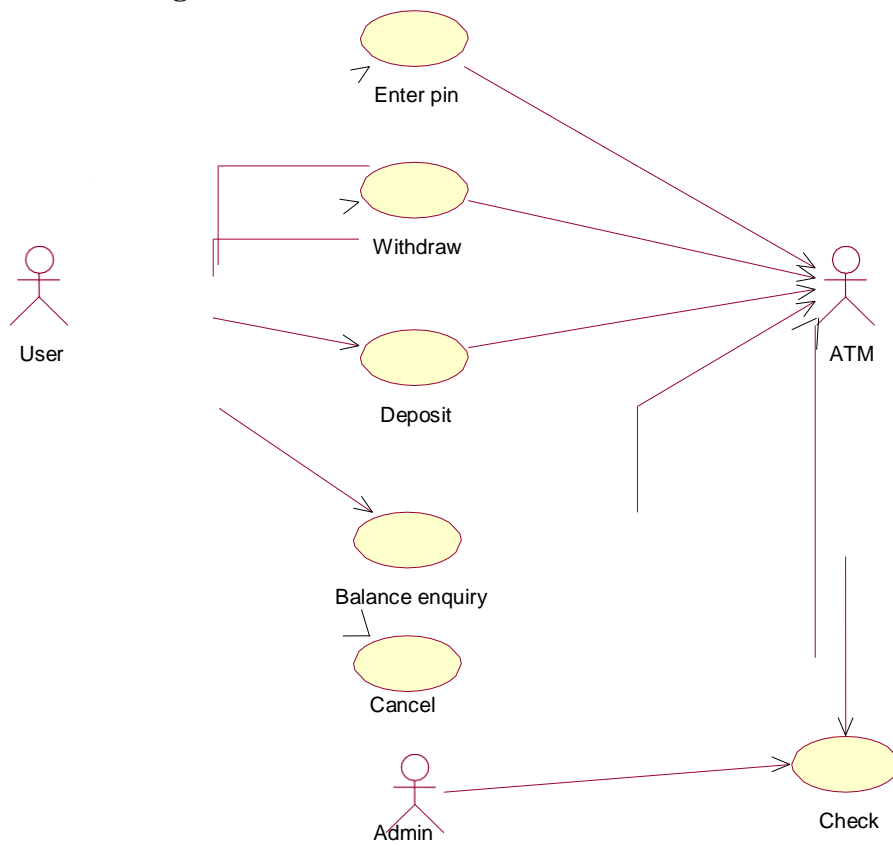 Enter pin
Withdraw
User
ATM
Deposit
Balance enquiry
Cancel
Admin
Check